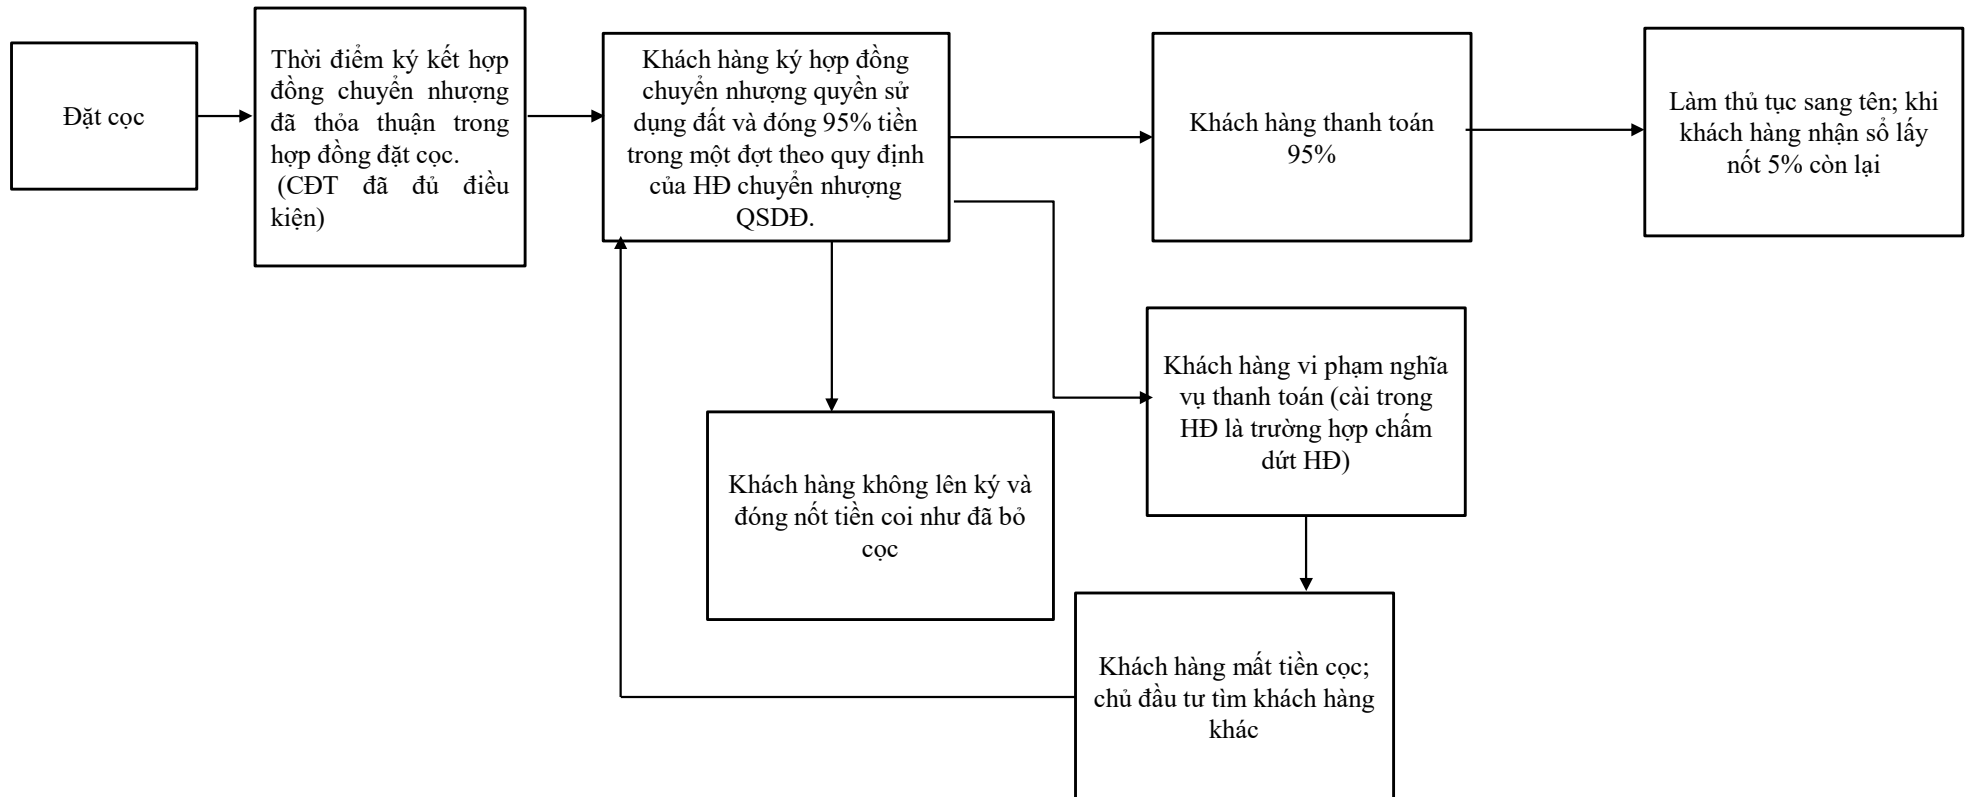 Đặt cọc
Thời điểm ký kết hợp
đồng chuyển nhượng
đã thỏa thuận trong
hợp đồng đặt cọc.
(CĐT đã đủ điều
kiện)
Khách hàng ký hợp đồng
chuyển nhượng quyền sử
dụng đất và đóng 95% tiền
trong một đợt theo quy định
của HĐ chuyển nhượng
QSDĐ.
Khách hàng thanh toán
95%
Làm thủ tục sang tên; khi
khách hàng nhận sổ lấy
nốt 5% còn lại
Khách hàng vi phạm nghĩa
vụ thanh toán (cài trong
HĐ là trường hợp chấm
dứt HĐ)
Khách hàng không lên ký và
đóng nốt tiền coi như đã bỏ
cọc
Khách hàng mất tiền cọc;
chủ đầu tư tìm khách hàng
khác